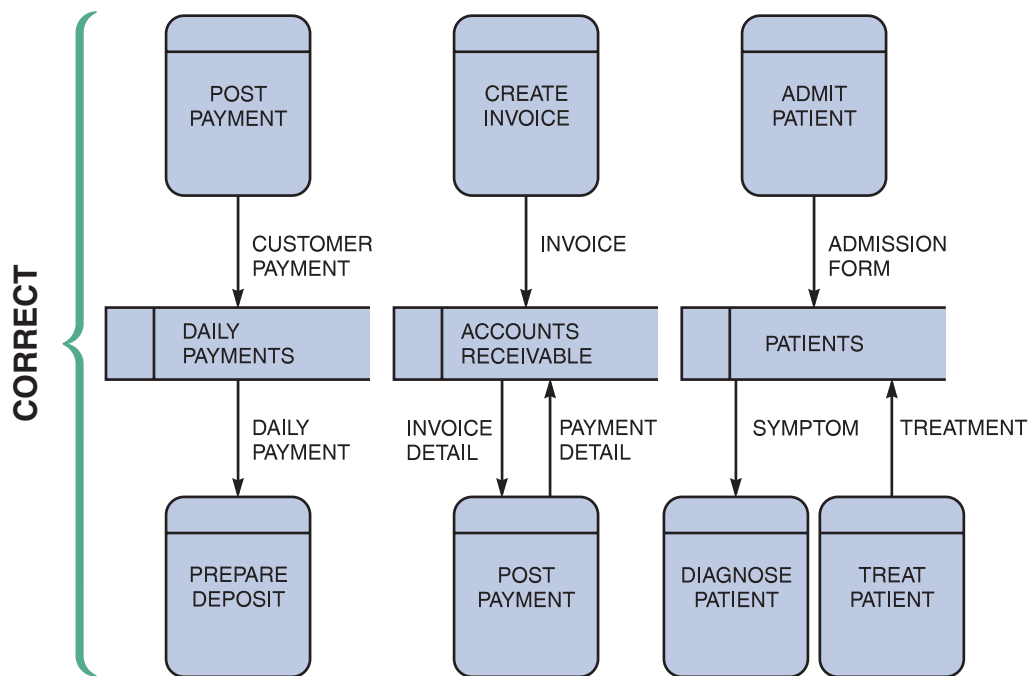 CORRECT
POST
PAYMENT
CREATE
INVOICE
ADMIT
PATIENT
CUSTOMER
PAYMENT
INVOICE
ADMISSION
FORM
DAILY
PAYMENTS
ACCOUNTS
RECEIVABLE
PATIENTS
DAILY
PAYMENT
INVOICE
DETAIL
PAYMENT
DETAIL
SYMPTOM
TREATMENT
PREPARE
DEPOSIT
POST
PAYMENT
DIAGNOSE
PATIENT
TREAT
PATIENT